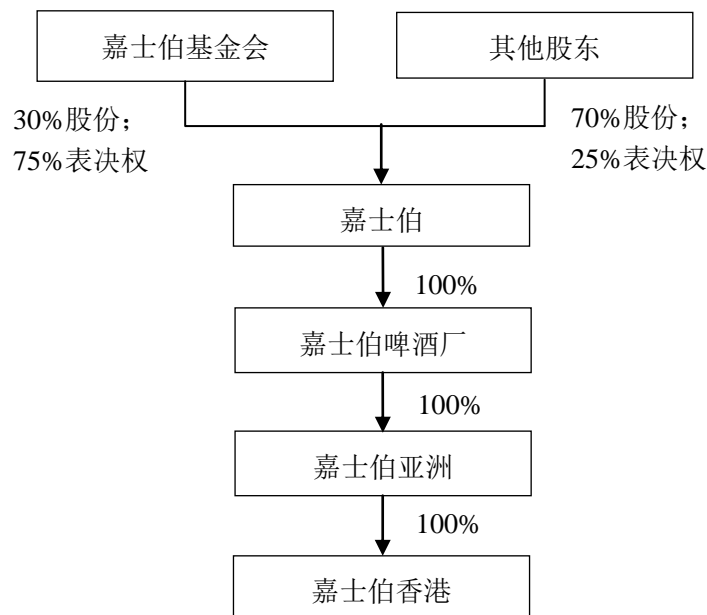 嘉士伯基金会
其他股东
30%股份；
75%表决权
70%股份；
25%表决权
嘉士伯
100%
嘉士伯啤酒厂
100%
嘉士伯亚洲
100%
嘉士伯香港